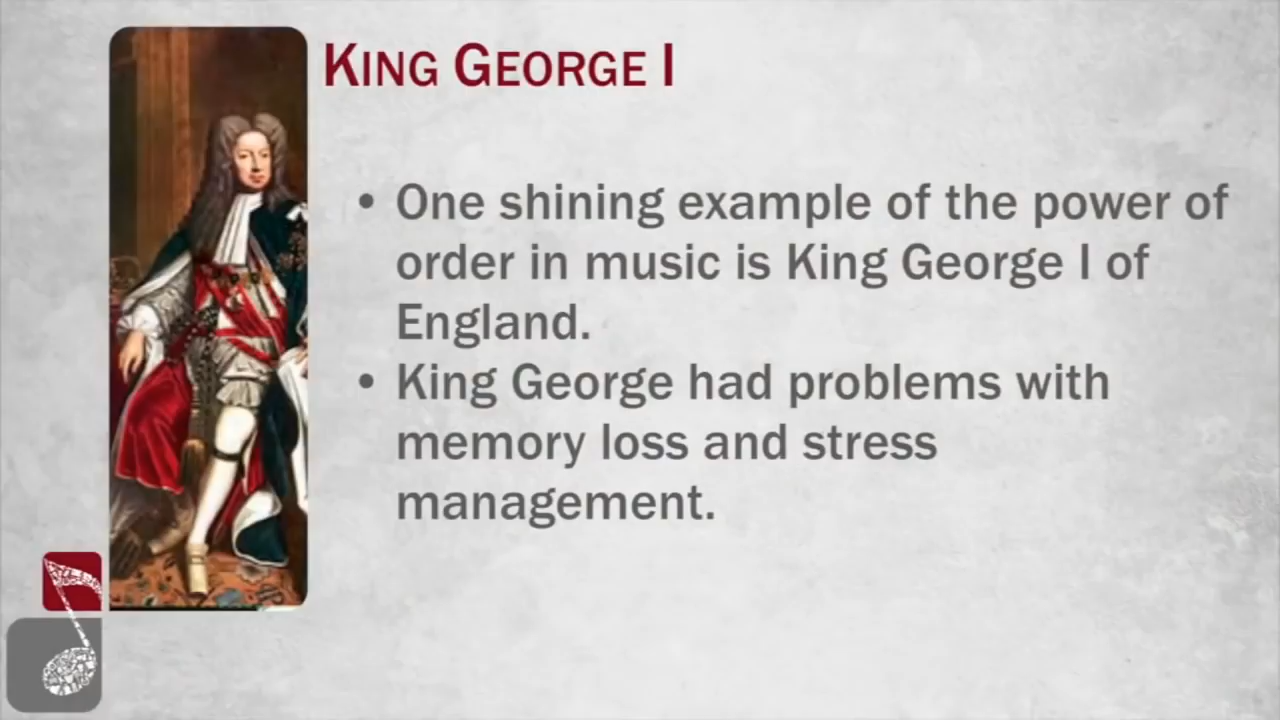 KING GEORGE I
• One shining example of the power of
order in music is King George I of
England.
• King George had problems with
memory loss and stress
management.